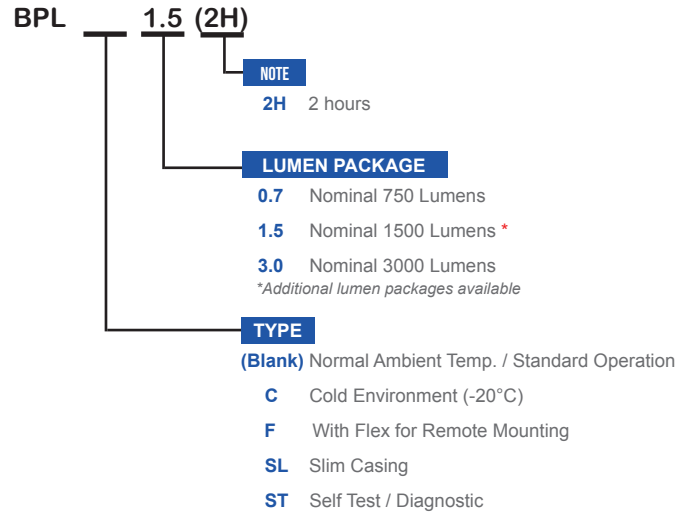 BPL 1.5 (2H)
NOTE
2H 2 hours
LUMEN PACKAGE
0.7 Nominal 750 Lumens
1.5 Nominal 1500 Lumens *
3.0 Nominal 3000 Lumens
*Additional lumen packages available
TYPE
(Blank) Normal Ambient Temp. / Standard Operation
C Cold Environment (-20°C)
F With Flex for Remote Mounting
SL Slim Casing
ST Self Test / Diagnostic